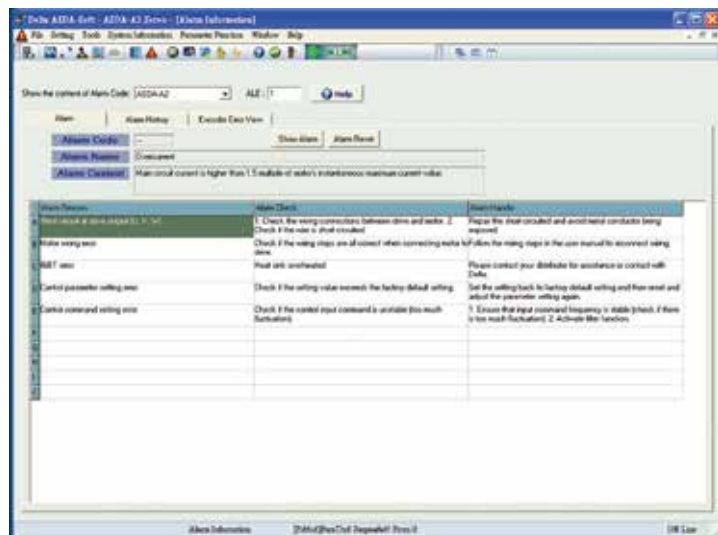 Delta ASDA-Soft - ASDA-A2 Servo - [Alarm Information]
File Setting Tools System Information Parameter Function Window Help
Show the content of Alarm Code: ASDA-A2 ALE : 1 Help
Alarm Alarm History Encoder Error View
Alarm Code -- Show Alarm Alarm Reset
Alarm Name Overcurrent
Alarm Content Main circuit current is higher than 1.5 multiple of motor's instantaneous maximum current value.
Alarm Reason Alarm Check Alarm Handle
Short circuit at drive output (U, V, W) 1. Check the wiring connections between drive and motor. 2. Check if the wire is short circuited. Repair the short circuited and avoid metal conductor being exposed.
Motor wiring error Check if the wiring steps are all correct when connecting motor to drive. Follow the wiring steps in the user manual to reconnect wiring.
IGBT error Heat sink overheated Please contact your distributor for assistance or contact with Delta.
Control parameter setting error Check if the setting value exceeds the factory default setting. Set the setting back to factory default setting and then reset and adjust the parameter setting again.
Control command setting error Check if the control input command is unstable (too much fluctuation). 1. Ensure that input command frequency is stable (check if there is too much fluctuation). 2. Activate filter function.
Alarm Information
Off Line